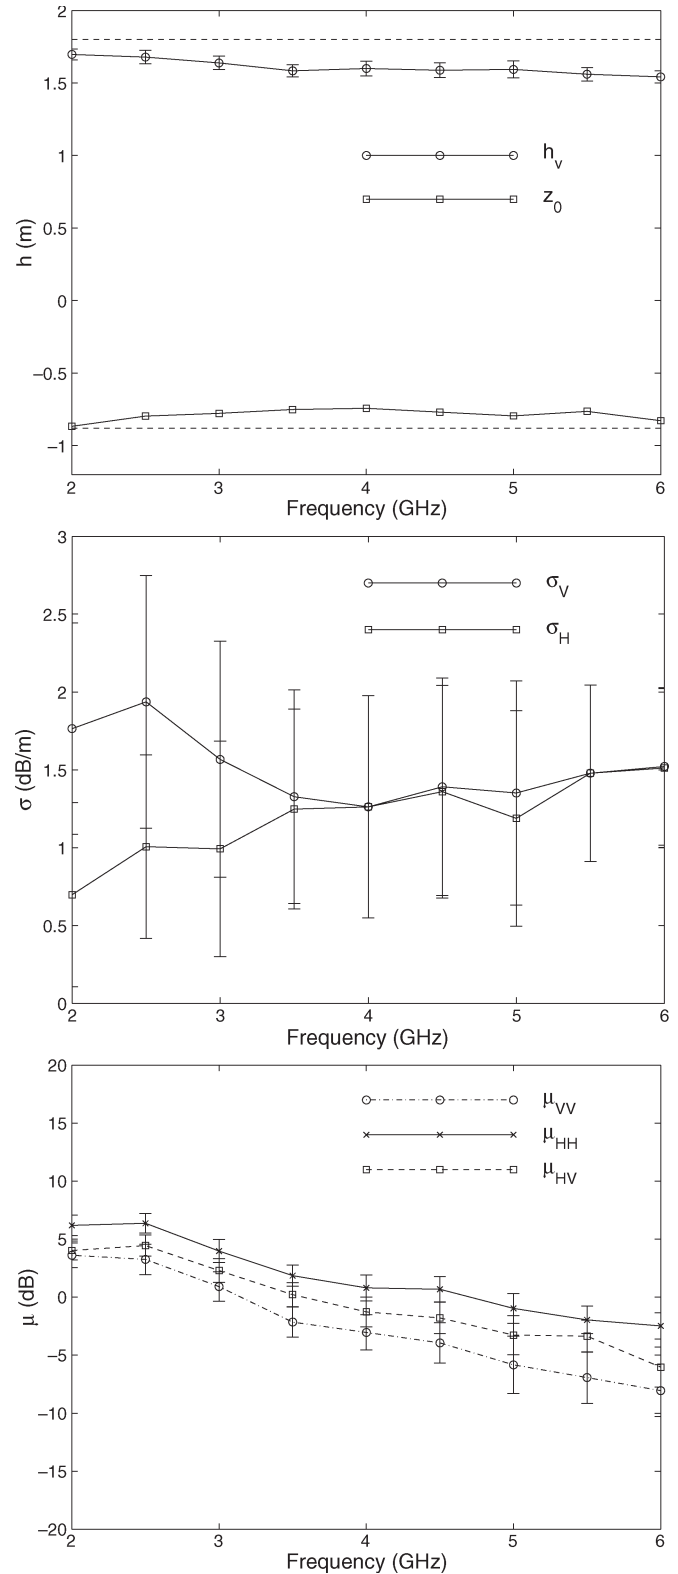 2
1.5
1
0.5
0
−0.5
−1
h (m)
h_v
z_0
2 3 4 5 6
Frequency (GHz)
3
2.5
2
1.5
1
0.5
0
σ (dB/m)
σ_V
σ_H
2 3 4 5 6
Frequency (GHz)
20
15
10
5
0
−5
−10
−15
−20
μ (dB)
μ_VV
μ_HH
μ_HV
2 3 4 5 6
Frequency (GHz)